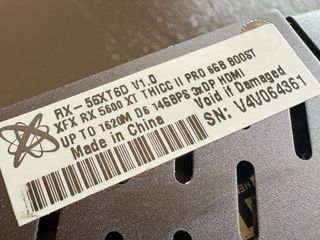 RX-56XT6D V1.0
XFX RX 5600 XT THICC II PRO 6GB BOOST
UP TO 1620M D6 14GBPS 3xDP HDMI
Made in China
Void if Damaged
SN: V4V064361